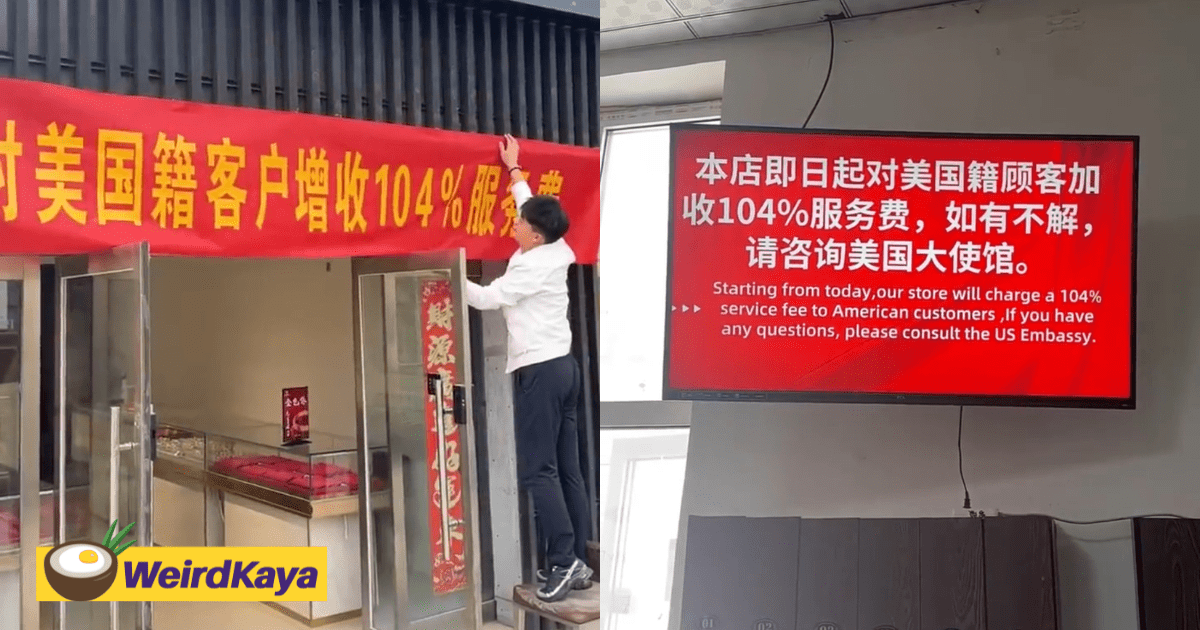 对美国籍客户增收104%服务费
本店即日起对美国籍顾客加
收104%服务费，如有不解，
请咨询美国大使馆。
Starting from today,our store will charge a 104%
service fee to American customers ,If you have
any questions, please consult the US Embassy.
WeirdKaya